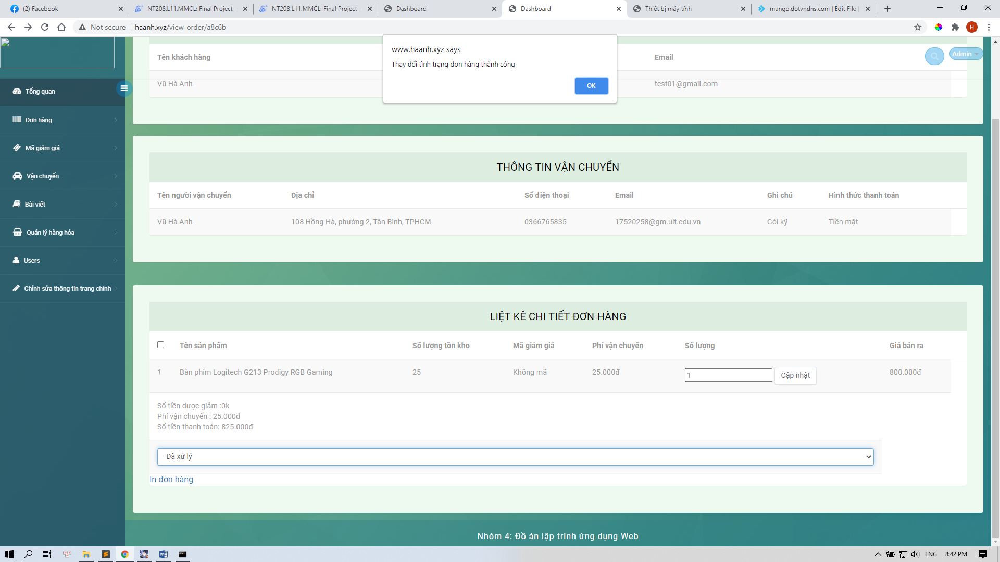 (2) Facebook
NT208.L11.MMCL: Final Project -
NT208.L11.MMCL: Final Project -
Dashboard
Dashboard
Thiết bị máy tính
mango.dotvndns.com | Edit File |
Not secure
haanh.xyz/view-order/a8c6b
H
www.haanh.xyz says
Thay đổi tình trạng đơn hàng thành công
OK
Admin
Tổng quan
Đơn hàng
Mã giảm giá
Vận chuyển
Bài viết
Quản lý hàng hóa
Users
Chỉnh sửa thông tin trang chính
Tên khách hàng
Email
Vũ Hà Anh
test01@gmail.com
THÔNG TIN VẬN CHUYỂN
Tên người vận chuyển
Địa chỉ
Số điện thoại
Email
Ghi chú
Hình thức thanh toán
Vũ Hà Anh
108 Hồng Hà, phường 2, Tân Bình, TPHCM
0366765835
17520258@gm.uit.edu.vn
Gói kỹ
Tiền mặt
LIỆT KÊ CHI TIẾT ĐƠN HÀNG
Tên sản phẩm
Số lượng tồn kho
Mã giảm giá
Phí vận chuyển
Số lượng
Giá bán ra
1
Bàn phím Logitech G213 Prodigy RGB Gaming
25
Không mã
25.000đ
1
Cập nhật
800.000đ
Số tiền dược giảm :0k
Phí vận chuyển : 25.000đ
Số tiền thanh toán: 825.000đ
Đã xử lý
In đơn hàng
Nhóm 4: Đồ án lập trình ứng dụng Web
ENG
8:42 PM